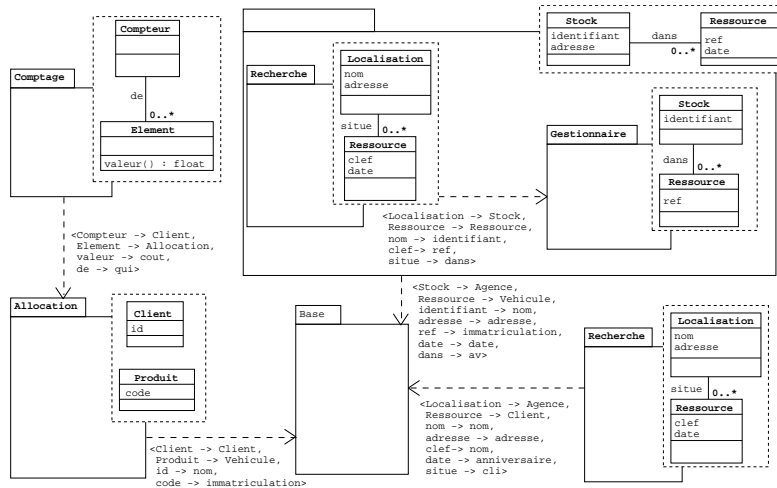 Compteur
Comptage
de
0..*
Element
valeur() : float
<Compteur -> Client,
Element -> Allocation,
valeur -> cout,
de -> qui>
Stock
identifiant
adresse
dans
0..*
Ressource
ref
date
Recherche
Localisation
nom
adresse
situe
0..*
Ressource
clef
date
Gestionnaire
Stock
identifiant
dans
0..*
Ressource
ref
<Localisation -> Stock,
Ressource -> Ressource,
nom -> identifiant,
clef-> ref,
situe -> dans>
<Stock -> Agence,
Ressource -> Vehicule,
identifiant -> nom,
adresse -> adresse,
ref -> immatriculation,
date -> date,
dans -> av>
Allocation
Client
id
Produit
code
<Client -> Client,
Produit -> Vehicule,
id -> nom,
code -> immatriculation>
Base
Recherche
Localisation
nom
adresse
situe
0..*
Ressource
clef
date
<Localisation -> Agence,
Ressource -> Client,
nom -> nom,
adresse -> adresse,
clef-> nom,
date -> anniversaire,
situe -> cli>